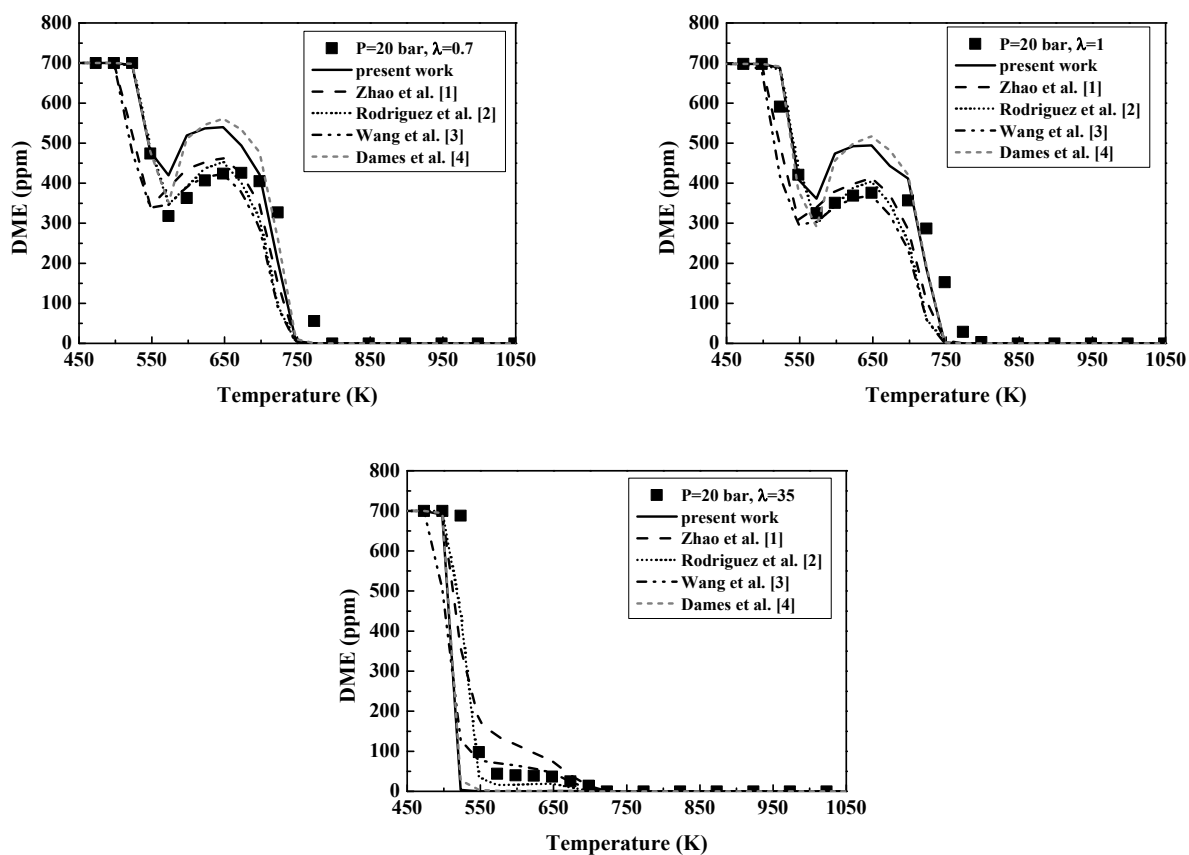 800
700
600
500
400
300
200
100
0
DME (ppm)
P=20 bar, λ=0.7
present work
Zhao et al. [1]
Rodriguez et al. [2]
Wang et al. [3]
Dames et al. [4]
450 550 650 750 850 950 1050
Temperature (K)
800
700
600
500
400
300
200
100
0
DME (ppm)
P=20 bar, λ=1
present work
Zhao et al. [1]
Rodriguez et al. [2]
Wang et al. [3]
Dames et al. [4]
450 550 650 750 850 950 1050
Temperature (K)
800
700
600
500
400
300
200
100
0
DME (ppm)
P=20 bar, λ=35
present work
Zhao et al. [1]
Rodriguez et al. [2]
Wang et al. [3]
Dames et al. [4]
450 550 650 750 850 950 1050
Temperature (K)